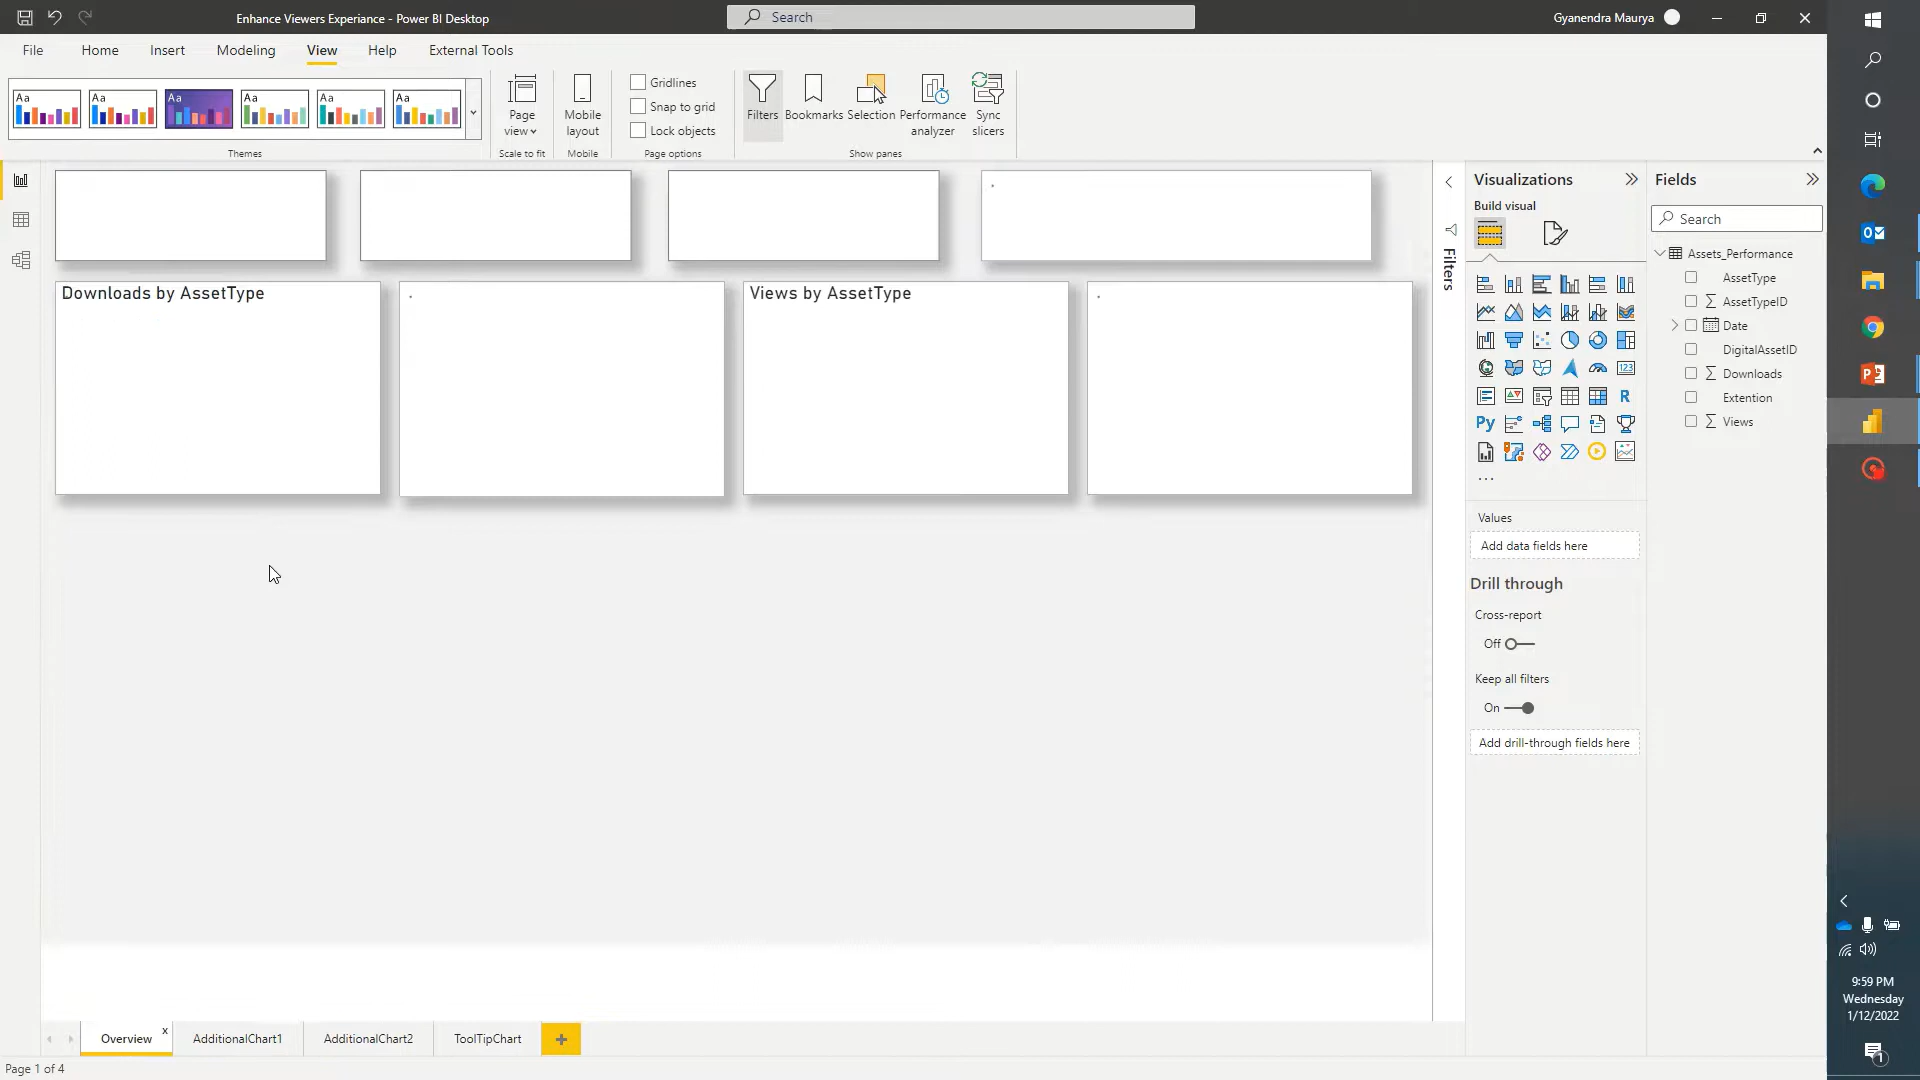 Enhance Viewers Experiance - Power BI Desktop
Search
Gyanendra Maurya
File Home Insert Modeling View Help External Tools
Aa Aa Aa Aa Aa Aa
Page view
Mobile layout
Gridlines
Snap to grid
Lock objects
Filters
Bookmarks
Selection
Performance analyzer
Sync slicers
Themes
Scale to fit
Mobile
Page options
Show panes
Downloads by AssetType
Views by AssetType
Filters
Visualizations
Build visual
123
R
Py
...
Values
Add data fields here
Drill through
Cross-report
Off
Keep all filters
On
Add drill-through fields here
Fields
Search
Assets_Performance
AssetType
∑ AssetTypeID
Date
DigitalAssetID
∑ Downloads
Extention
∑ Views
Overview x
AdditionalChart1
AdditionalChart2
ToolTipChart
+
Page 1 of 4
9:59 PM
Wednesday
1/12/2022
1